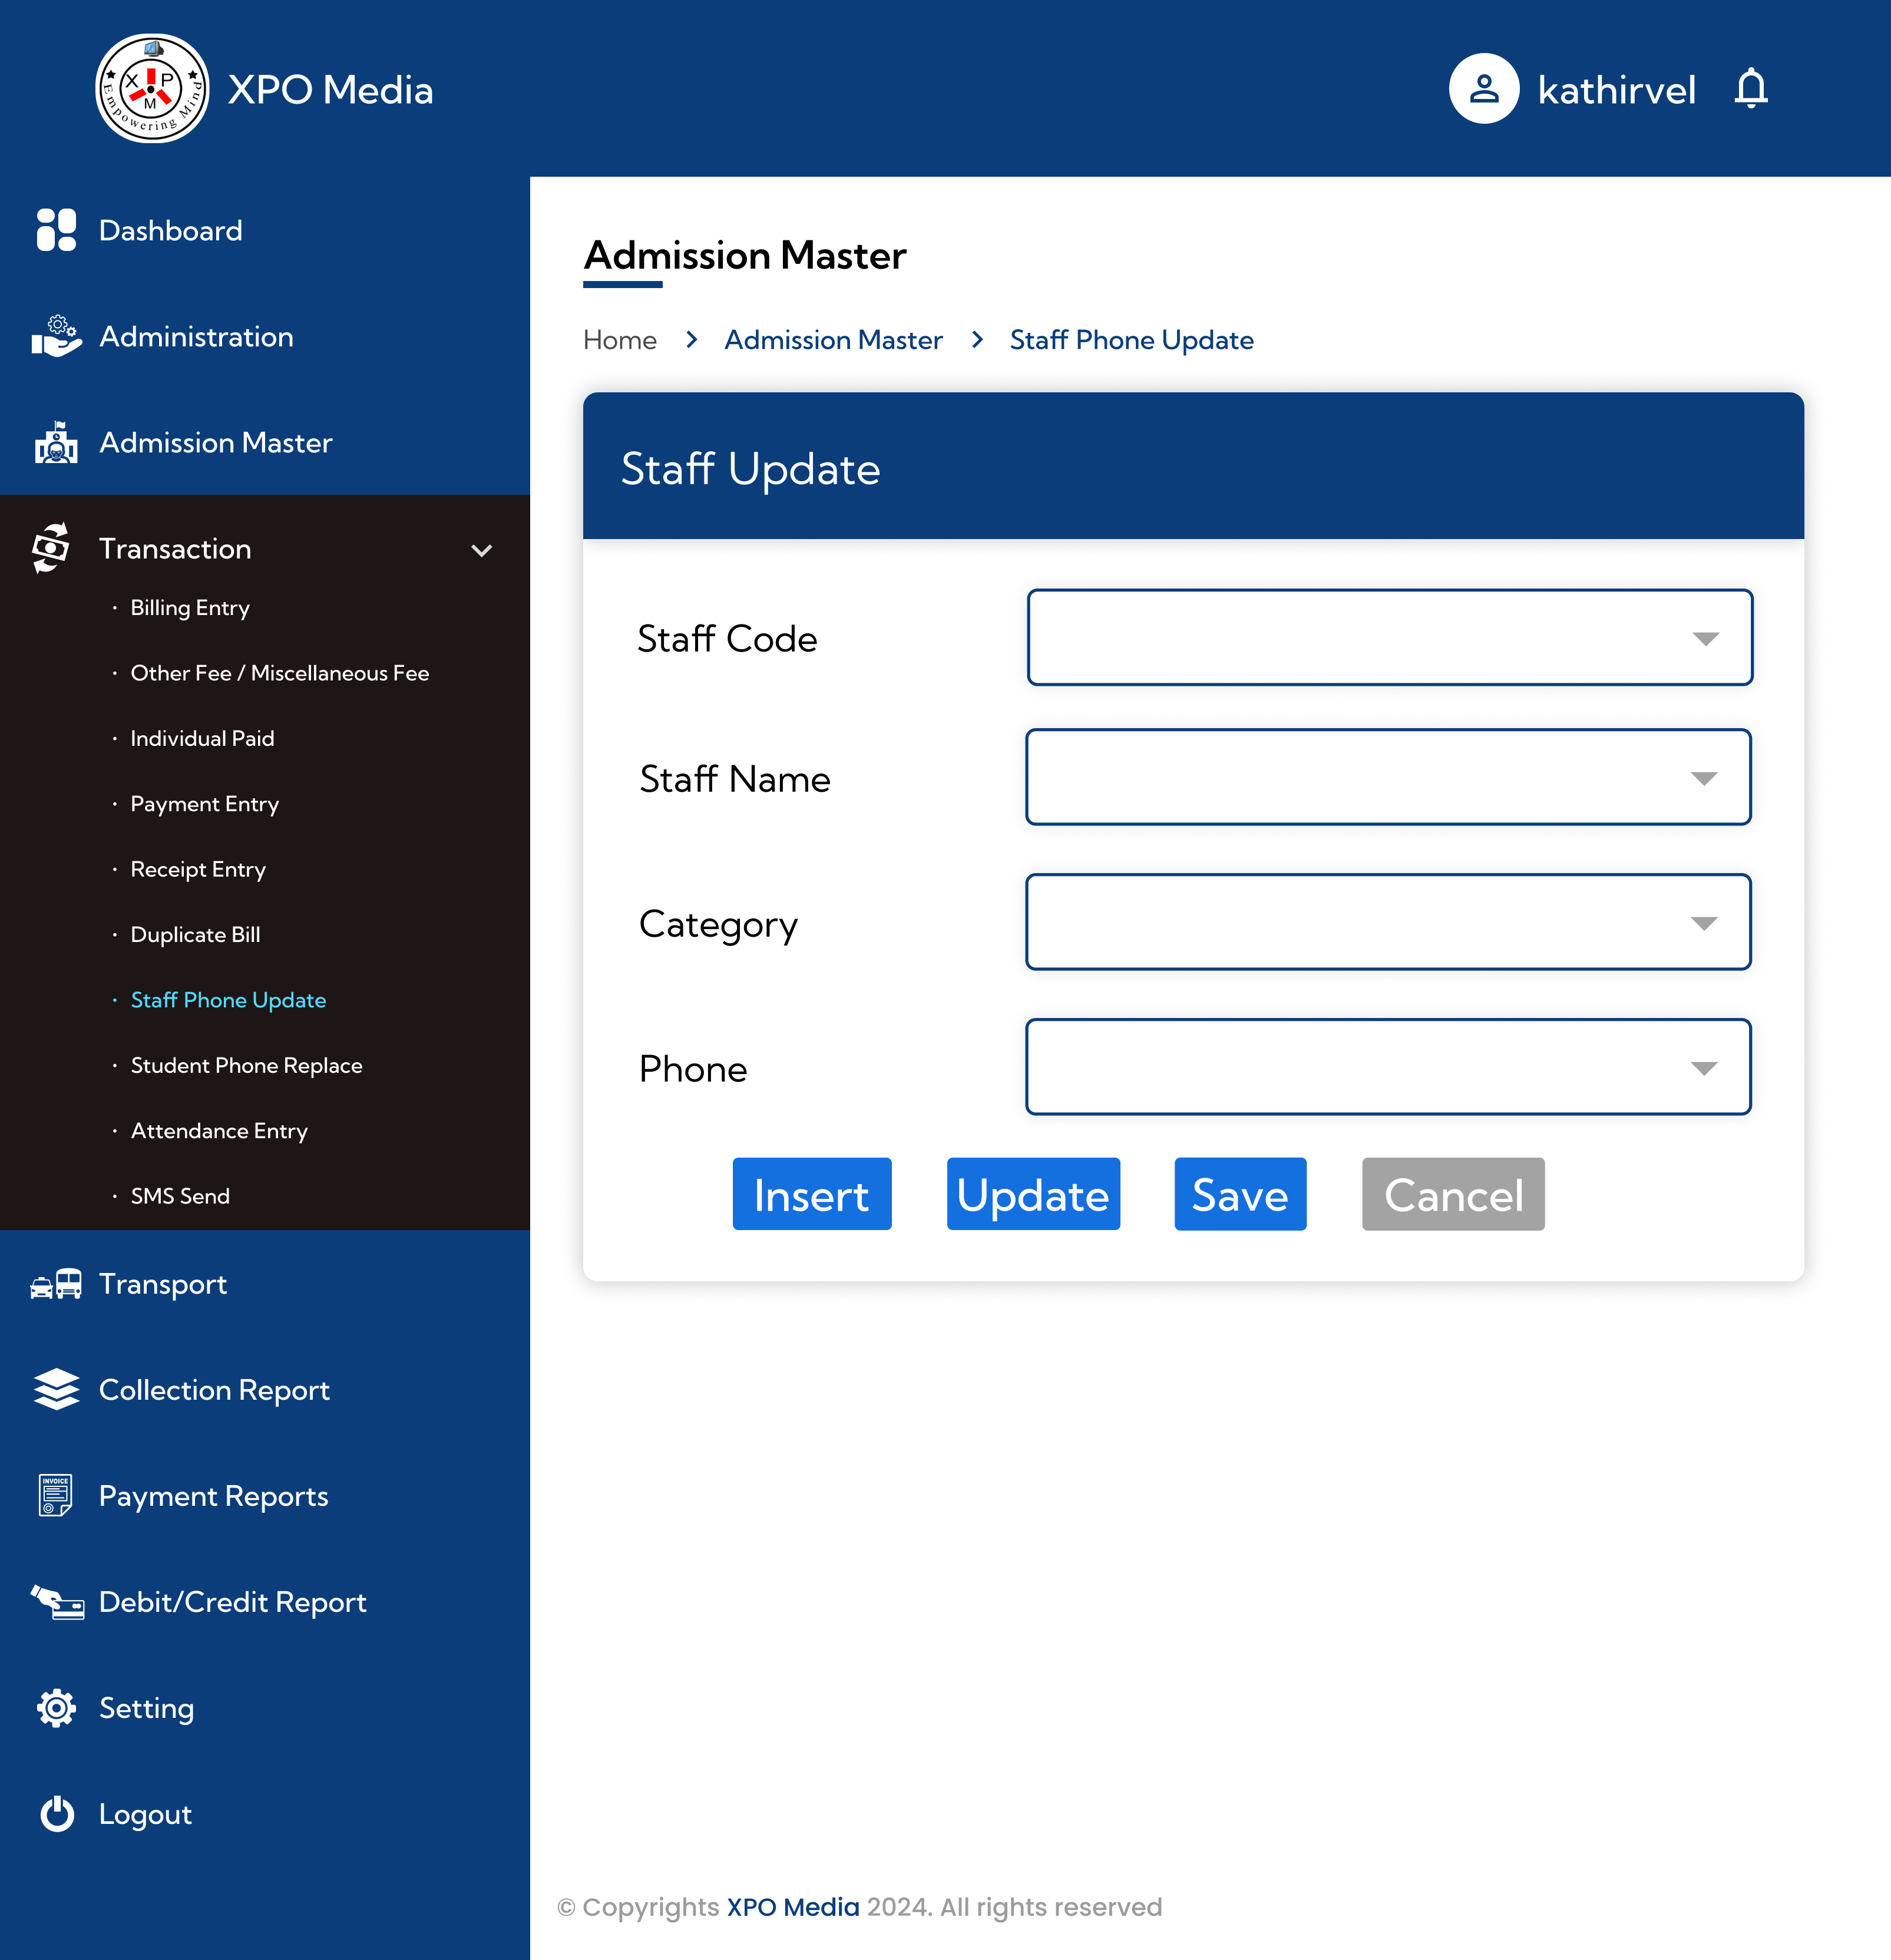 X P
M
Empowering Mind
XPO Media
kathirvel
Dashboard
Administration
Admission Master
Transaction
· Billing Entry
· Other Fee / Miscellaneous Fee
· Individual Paid
· Payment Entry
· Receipt Entry
· Duplicate Bill
· Staff Phone Update
· Student Phone Replace
· Attendance Entry
· SMS Send
Transport
Collection Report
INVOICE
Payment Reports
Debit/Credit Report
Setting
Logout
Admission Master
Home > Admission Master > Staff Phone Update
Staff Update
Staff Code
Staff Name
Category
Phone
Insert Update Save Cancel
© Copyrights XPO Media 2024. All rights reserved